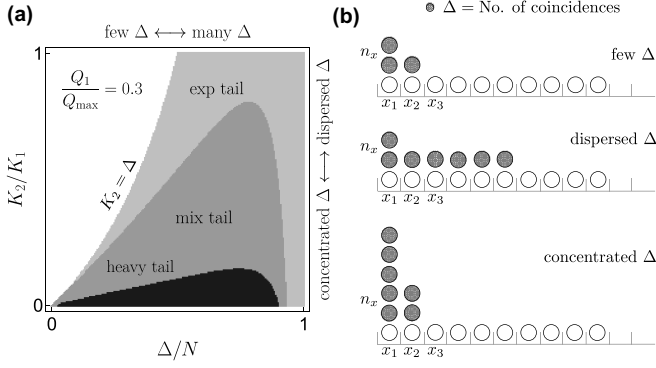 (a)
few Δ ⟷ many Δ
1
Q₁/Qmax = 0.3
exp tail
K₂ = Δ
K₂/K₁
mix tail
heavy tail
0
0
1
Δ/N
concentrated Δ ⟷ dispersed Δ
(b)
Δ = No. of coincidences
few Δ
nₓ
x₁ x₂ x₃
dispersed Δ
nₓ
x₁ x₂ x₃
concentrated Δ
nₓ
x₁ x₂ x₃